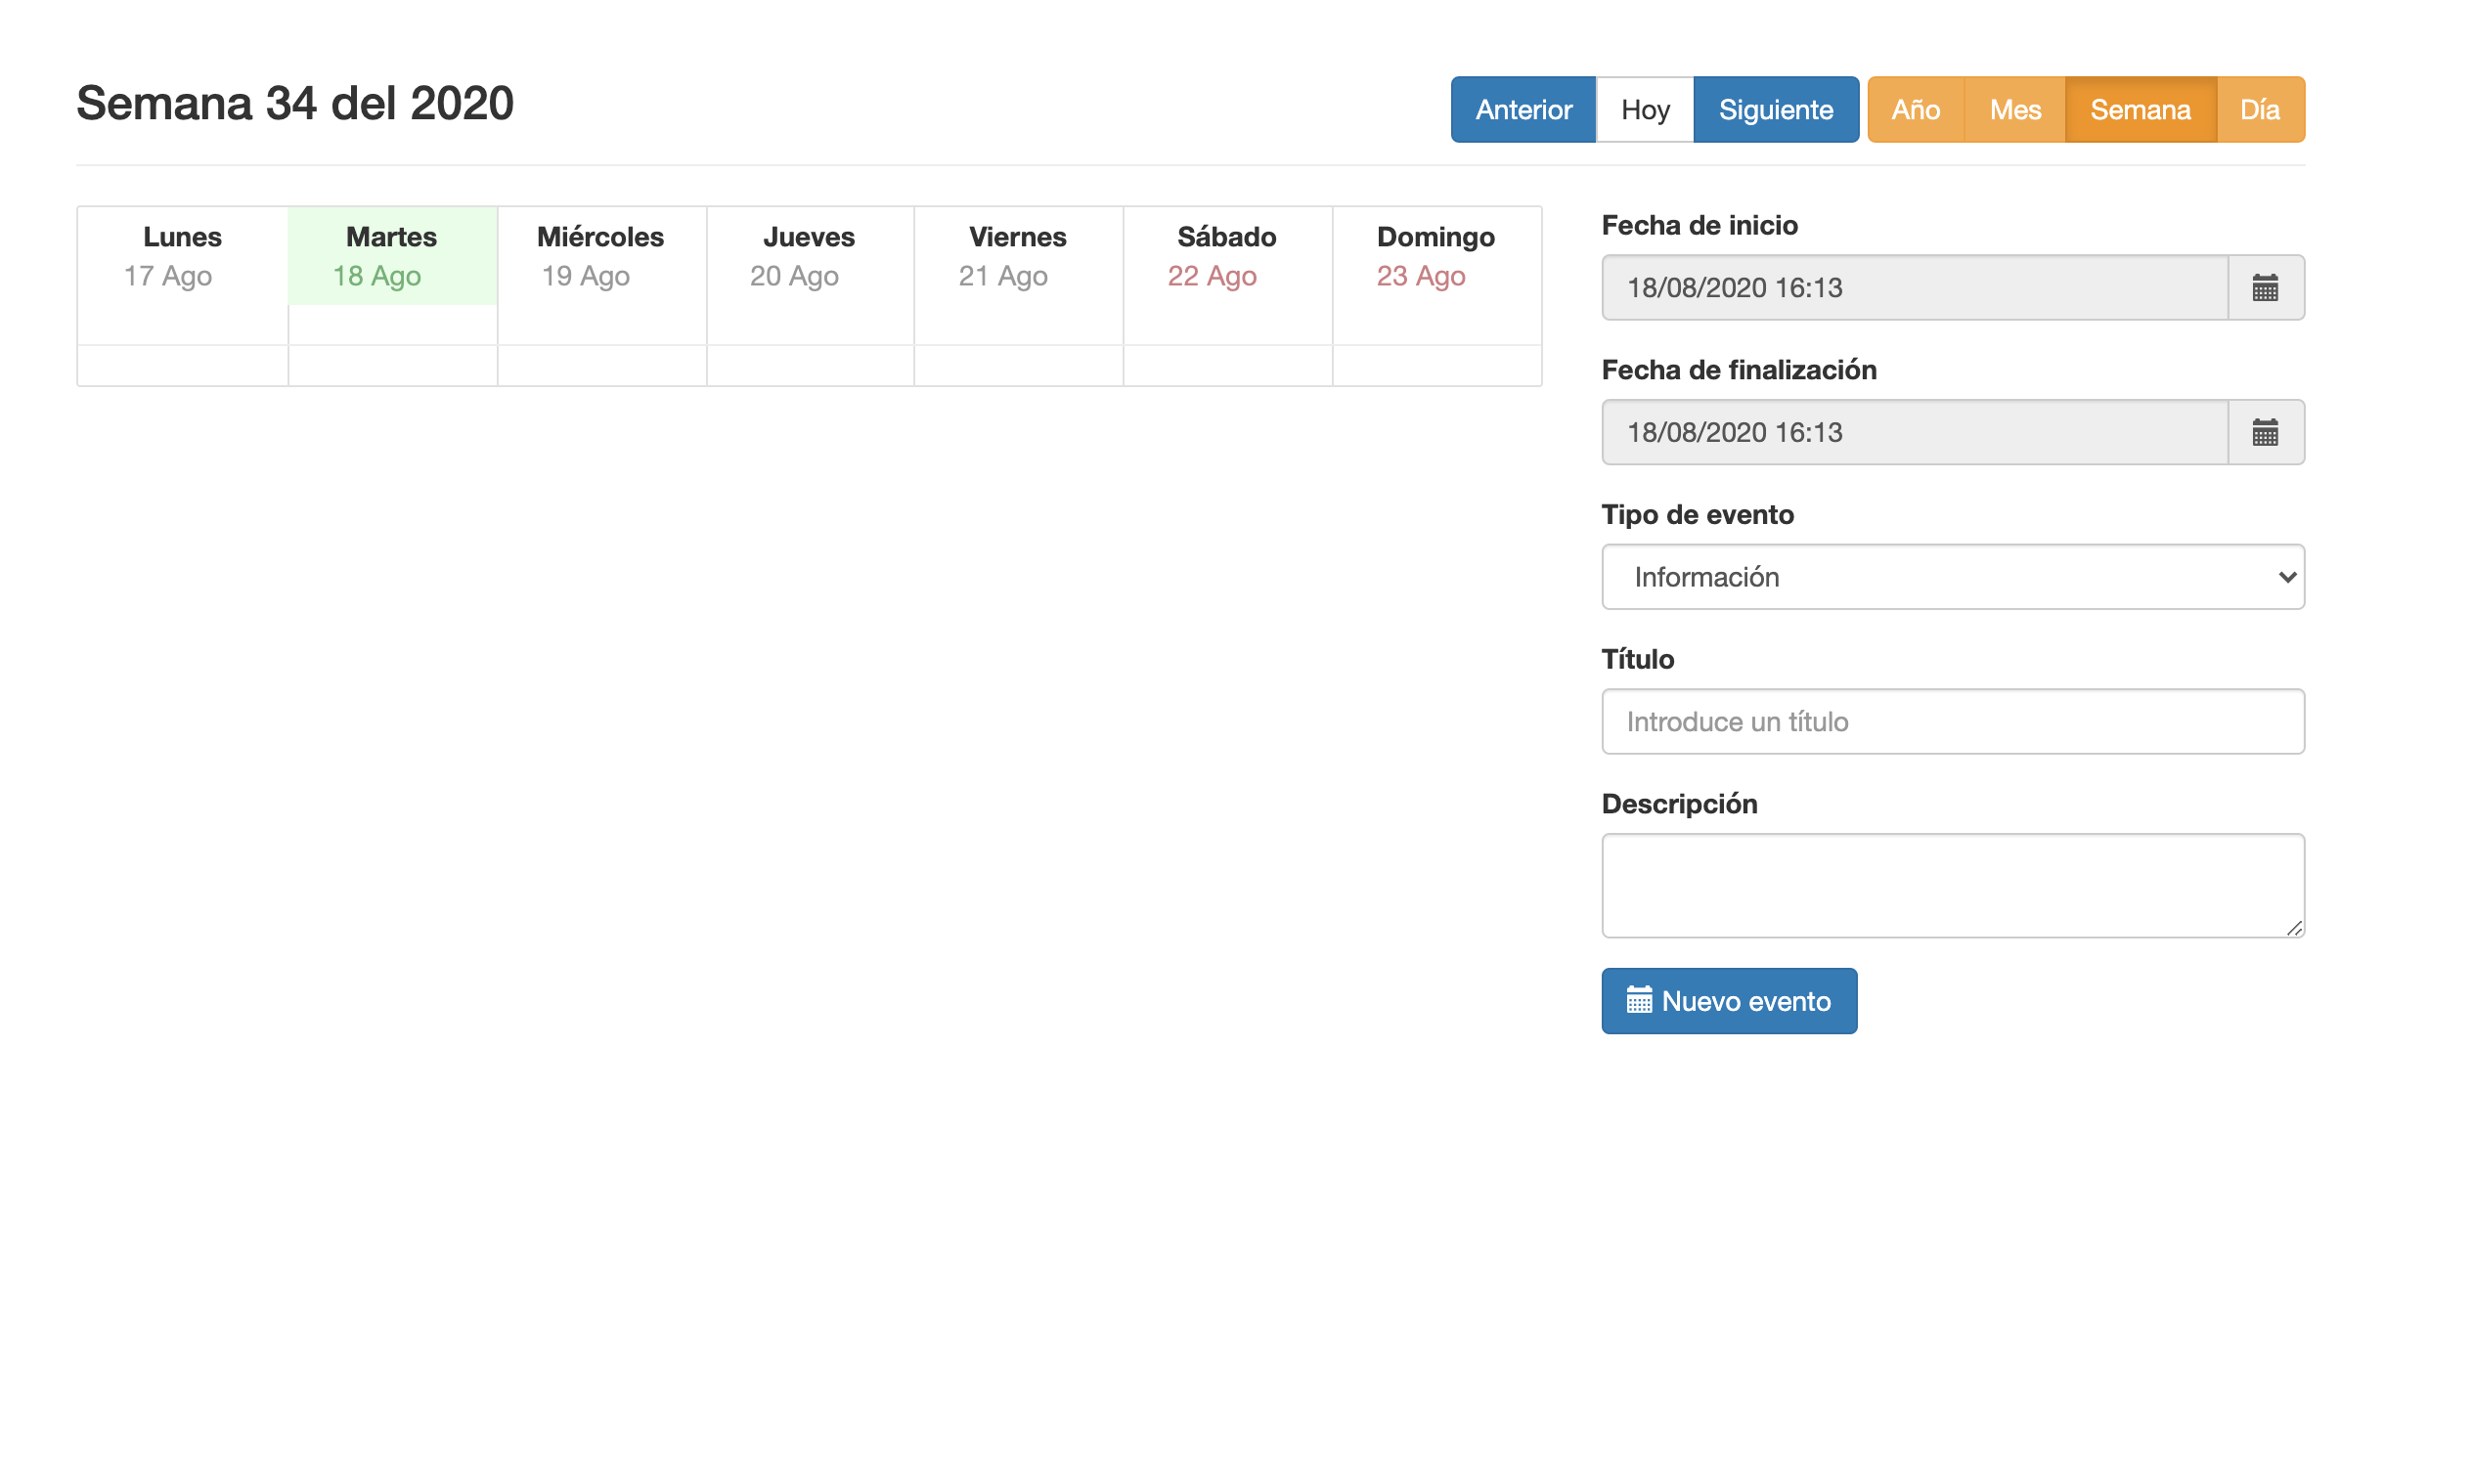 Semana 34 del 2020
Anterior Hoy Siguiente Año Mes Semana Día
Lunes Martes Miércoles Jueves Viernes Sábado Domingo
17 Ago 18 Ago 19 Ago 20 Ago 21 Ago 22 Ago 23 Ago
Fecha de inicio
18/08/2020 16:13
Fecha de finalización
18/08/2020 16:13
Tipo de evento
Información
Título
Introduce un título
Descripción
Nuevo evento